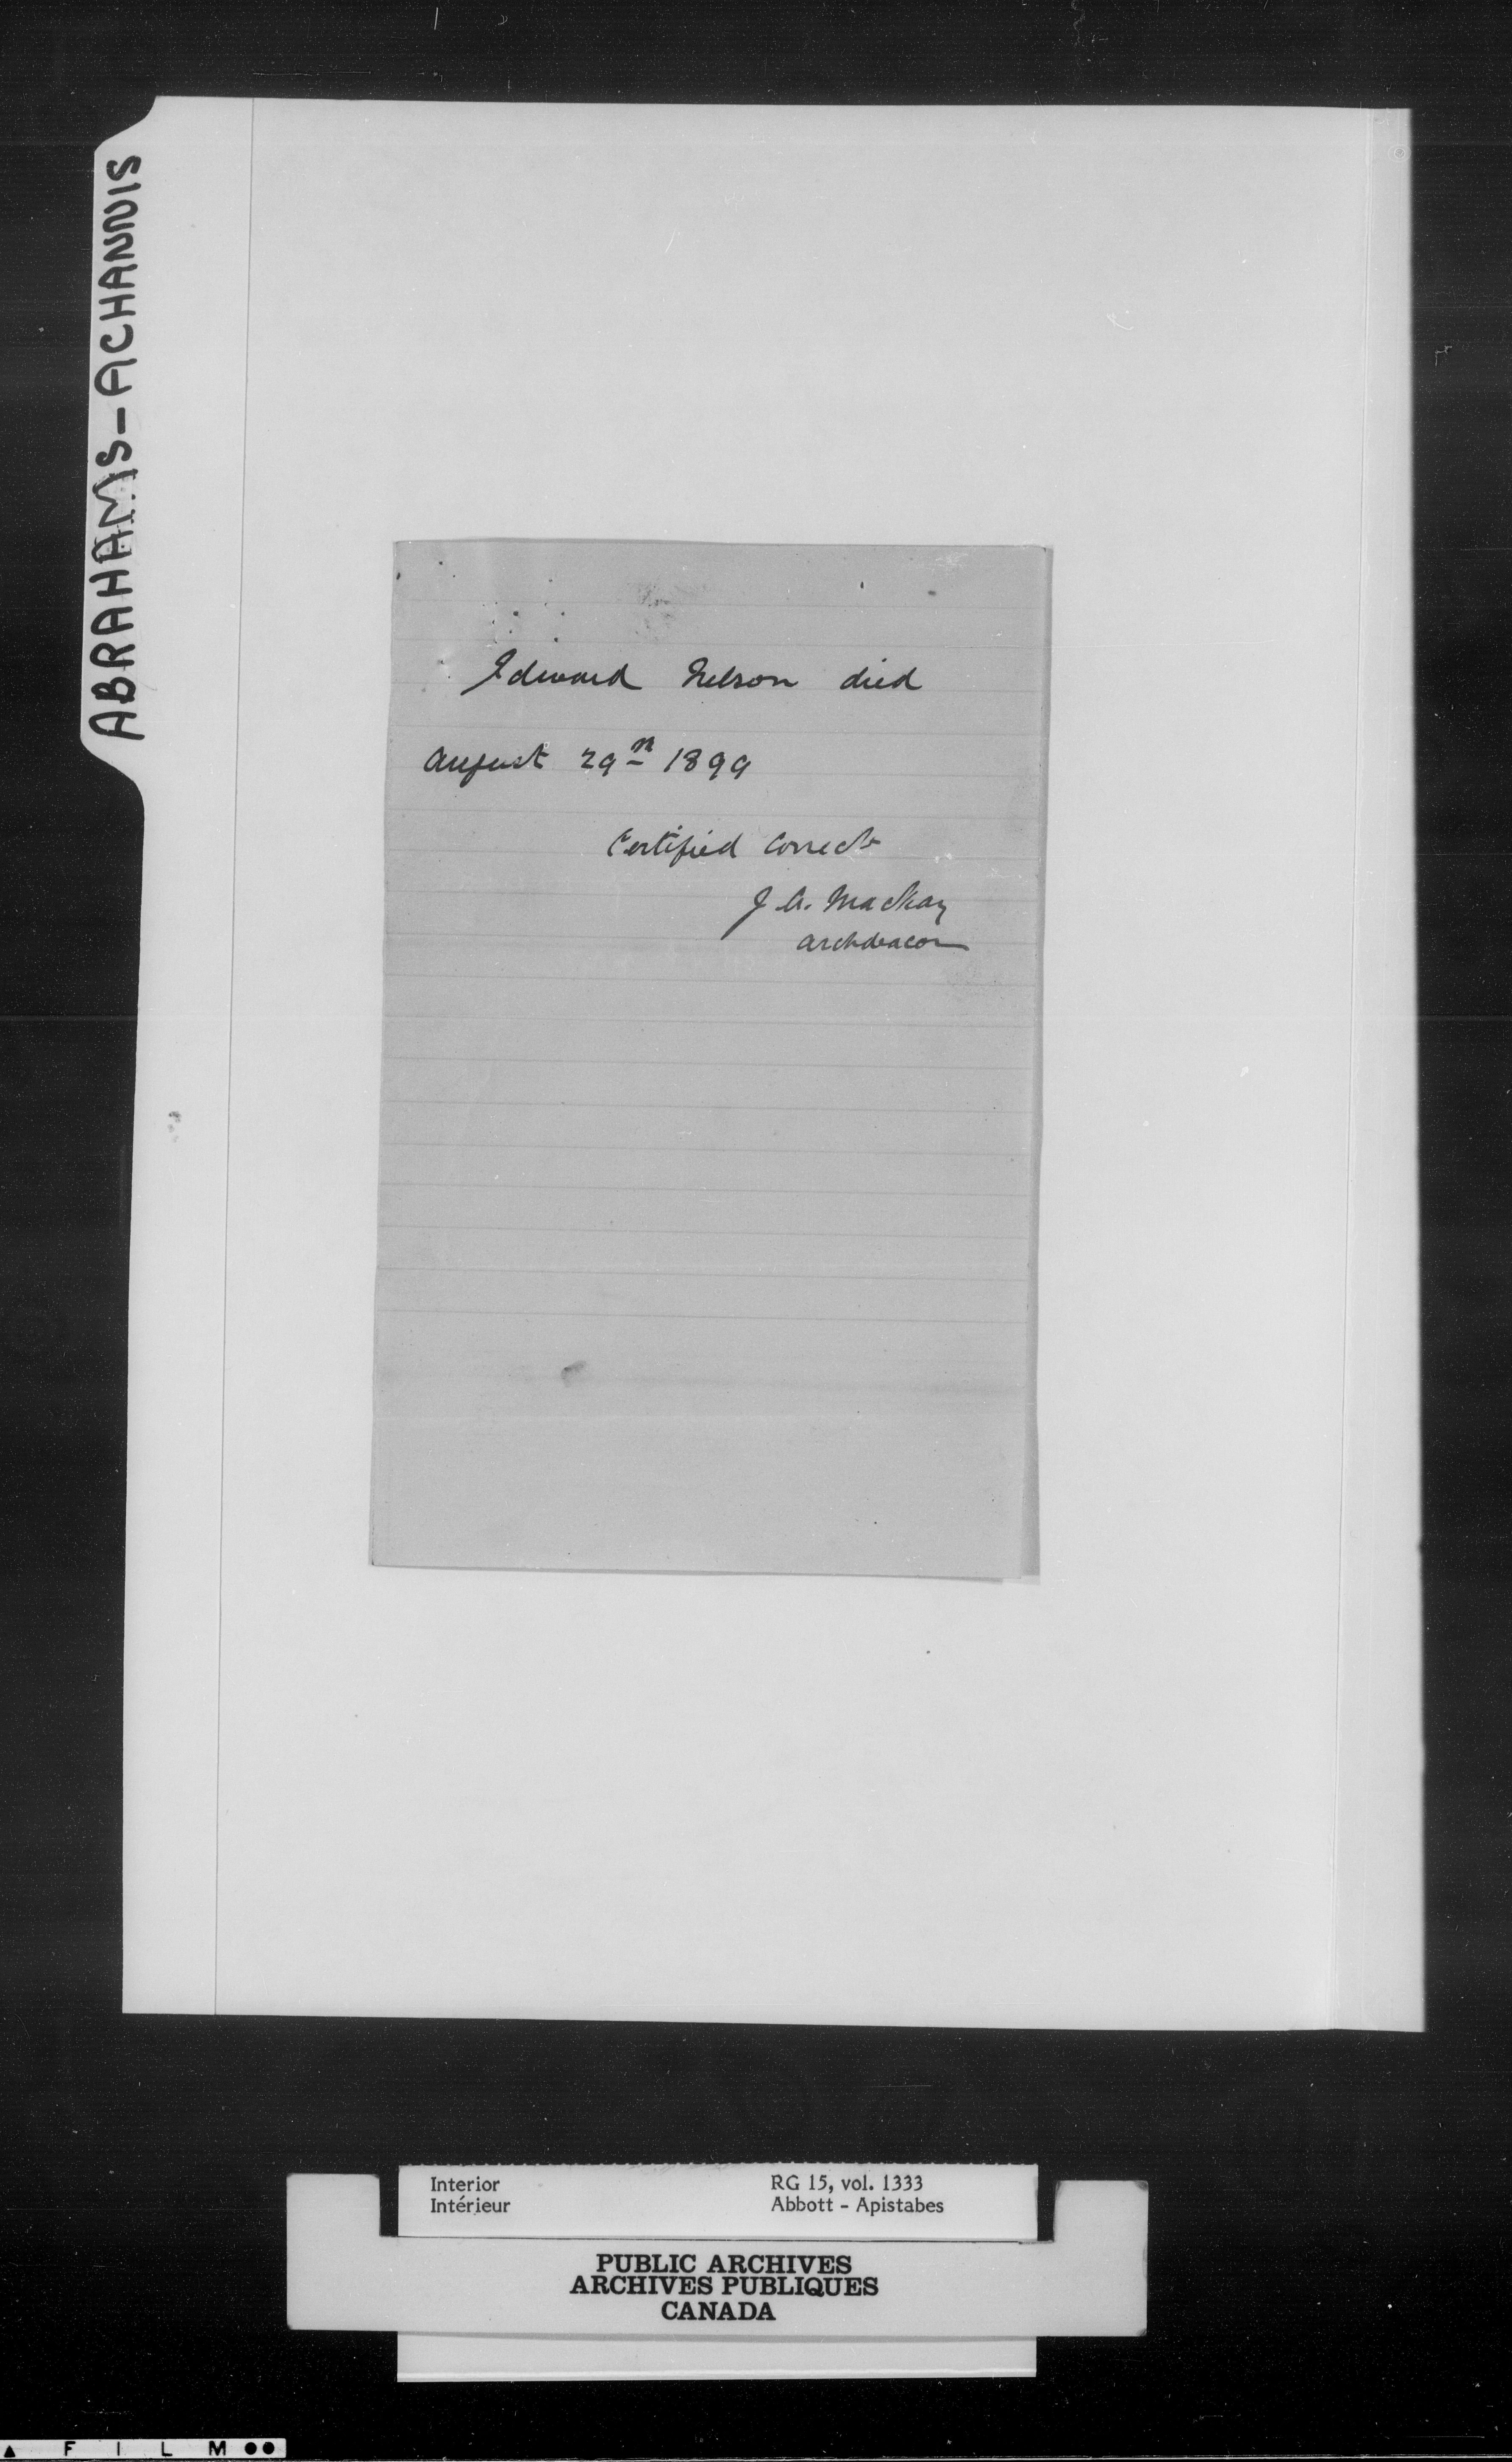 ABRAHAMS-ACHANNIS
Edward Nelson died
August 29th 1899
Certified Correct
J. A. Mackay
Archdeacon
Interior
Intérieur
RG 15, vol. 1333
Abbott - Apistabes
PUBLIC ARCHIVES
ARCHIVES PUBLIQUES
CANADA
FILM